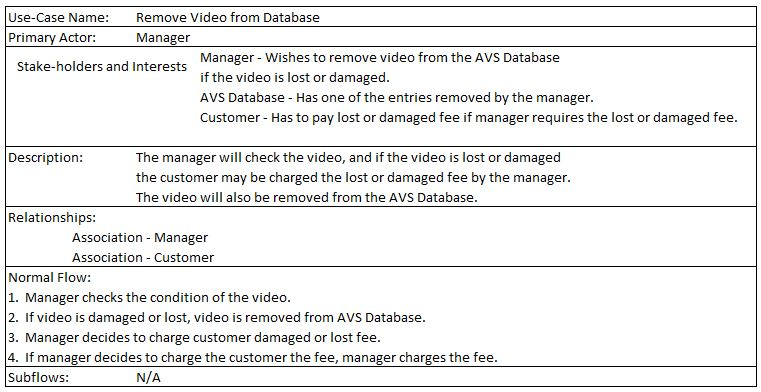 Use-Case Name: Remove Video from Database
Primary Actor: Manager
Stake-holders and Interests Manager - Wishes to remove video from the AVS Database
if the video is lost or damaged.
AVS Database - Has one of the entries removed by the manager.
Customer - Has to pay lost or damaged fee if manager requires the lost or damaged fee.
Description: The manager will check the video, and if the video is lost or damaged
the customer may be charged the lost or damaged fee by the manager.
The video will also be removed from the AVS Database.
Relationships:
Association - Manager
Association - Customer
Normal Flow:
1. Manager checks the condition of the video.
2. If video is damaged or lost, video is removed from AVS Database.
3. Manager decides to charge customer damaged or lost fee.
4. If manager decides to charge the customer the fee, manager charges the fee.
Subflows: N/A